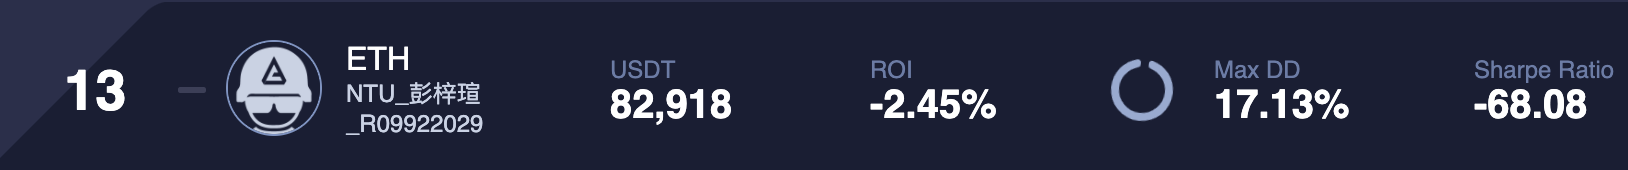 13
ETH
NTU_彭梓瑄
_R09922029
USDT
82,918
ROI
-2.45%
Max DD
17.13%
Sharpe Ratio
-68.08